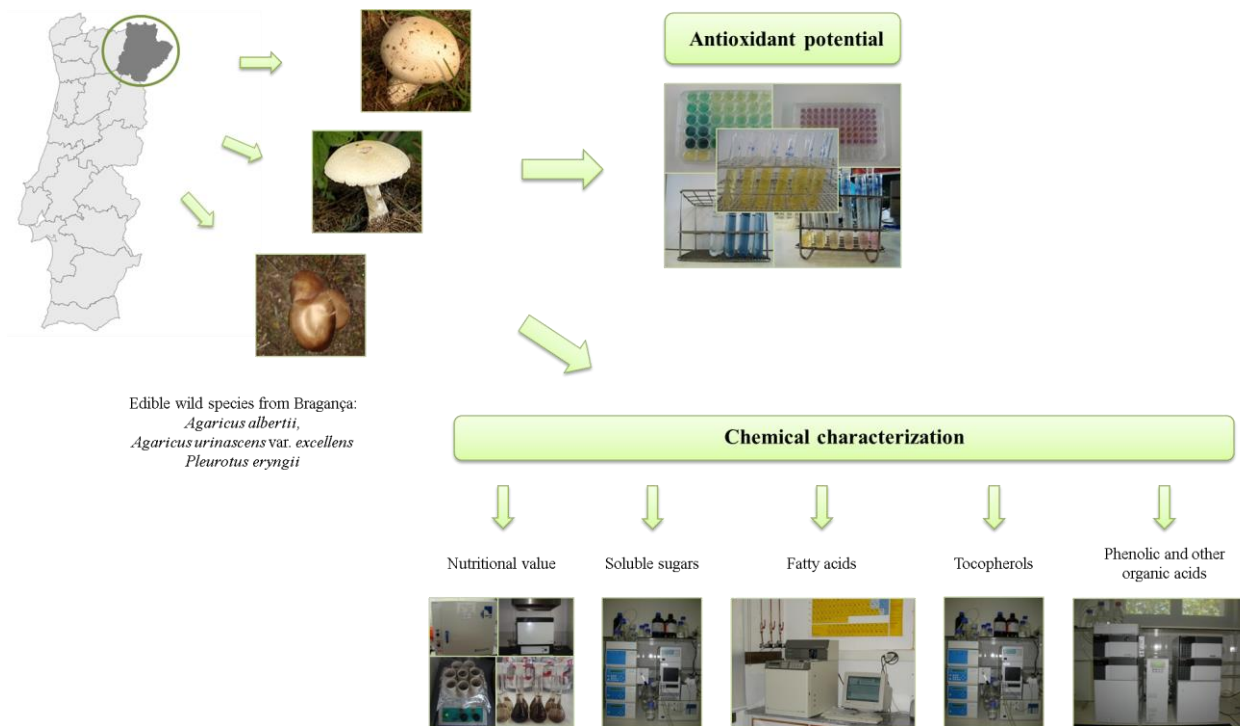 Antioxidant potential
Edible wild species from Bragança:
Agaricus albertii,
Agaricus urinascens var. excellens
Pleurotus eryngii
Chemical characterization
Nutritional value
Soluble sugars
Fatty acids
Tocopherols
Phenolic and other
organic acids